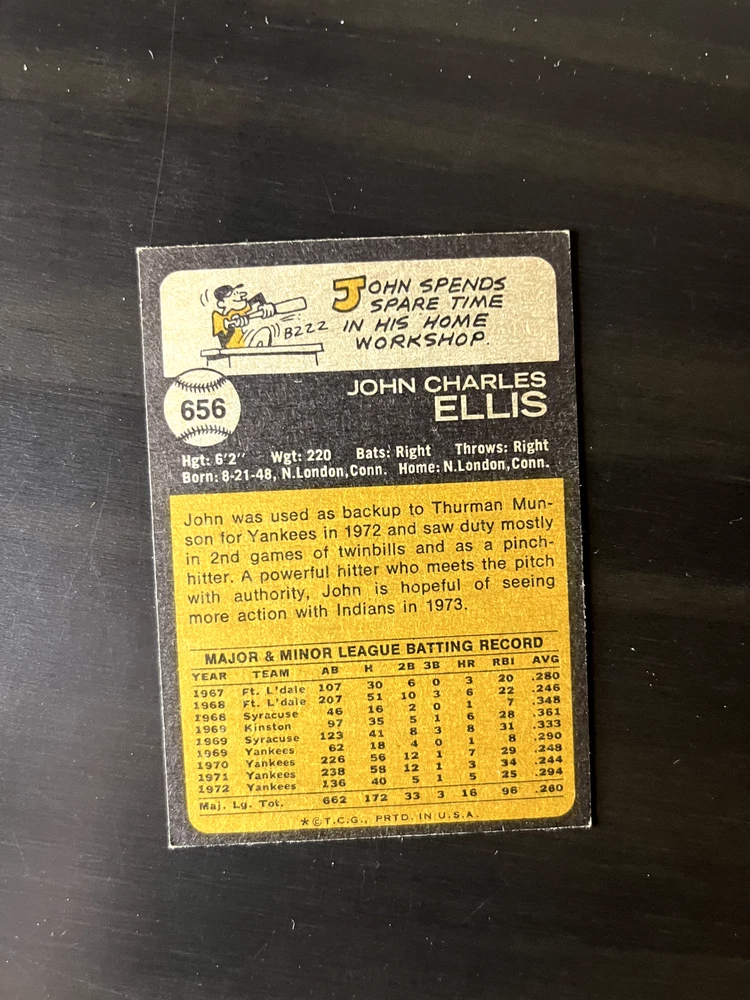 JOHN SPENDS
SPARE TIME
BZZZ IN HIS HOME
WORKSHOP.
656
JOHN CHARLES
ELLIS
Hgt: 6'2" Wgt: 220 Bats: Right Throws: Right
Born: 8-21-48, N.London,Conn. Home: N.London,Conn.
John was used as backup to Thurman Mun-
son for Yankees in 1972 and saw duty mostly
in 2nd games of twinbills and as a pinch-
hitter. A powerful hitter who meets the pitch
with authority, John is hopeful of seeing
more action with Indians in 1973.
MAJOR & MINOR LEAGUE BATTING RECORD
YEAR TEAM AB H 2B 3B HR RBI AVG
1967 Ft. L'dale 107 30 6 0 3 20 .280
1968 Ft. L'dale 207 51 10 3 6 22 .246
1968 Syracuse 46 16 2 0 1 7 .348
1969 Kinston 97 35 5 1 6 28 .361
1969 Syracuse 123 41 8 3 8 31 .333
1969 Yankees 62 18 4 0 1 8 .290
1970 Yankees 226 56 12 1 7 29 .248
1971 Yankees 238 58 12 1 3 34 .244
1972 Yankees 136 40 5 1 5 25 .294
Maj. Lg. Tot. 662 172 33 3 16 96 .260
*©T.C.G., PRTD. IN U.S.A.